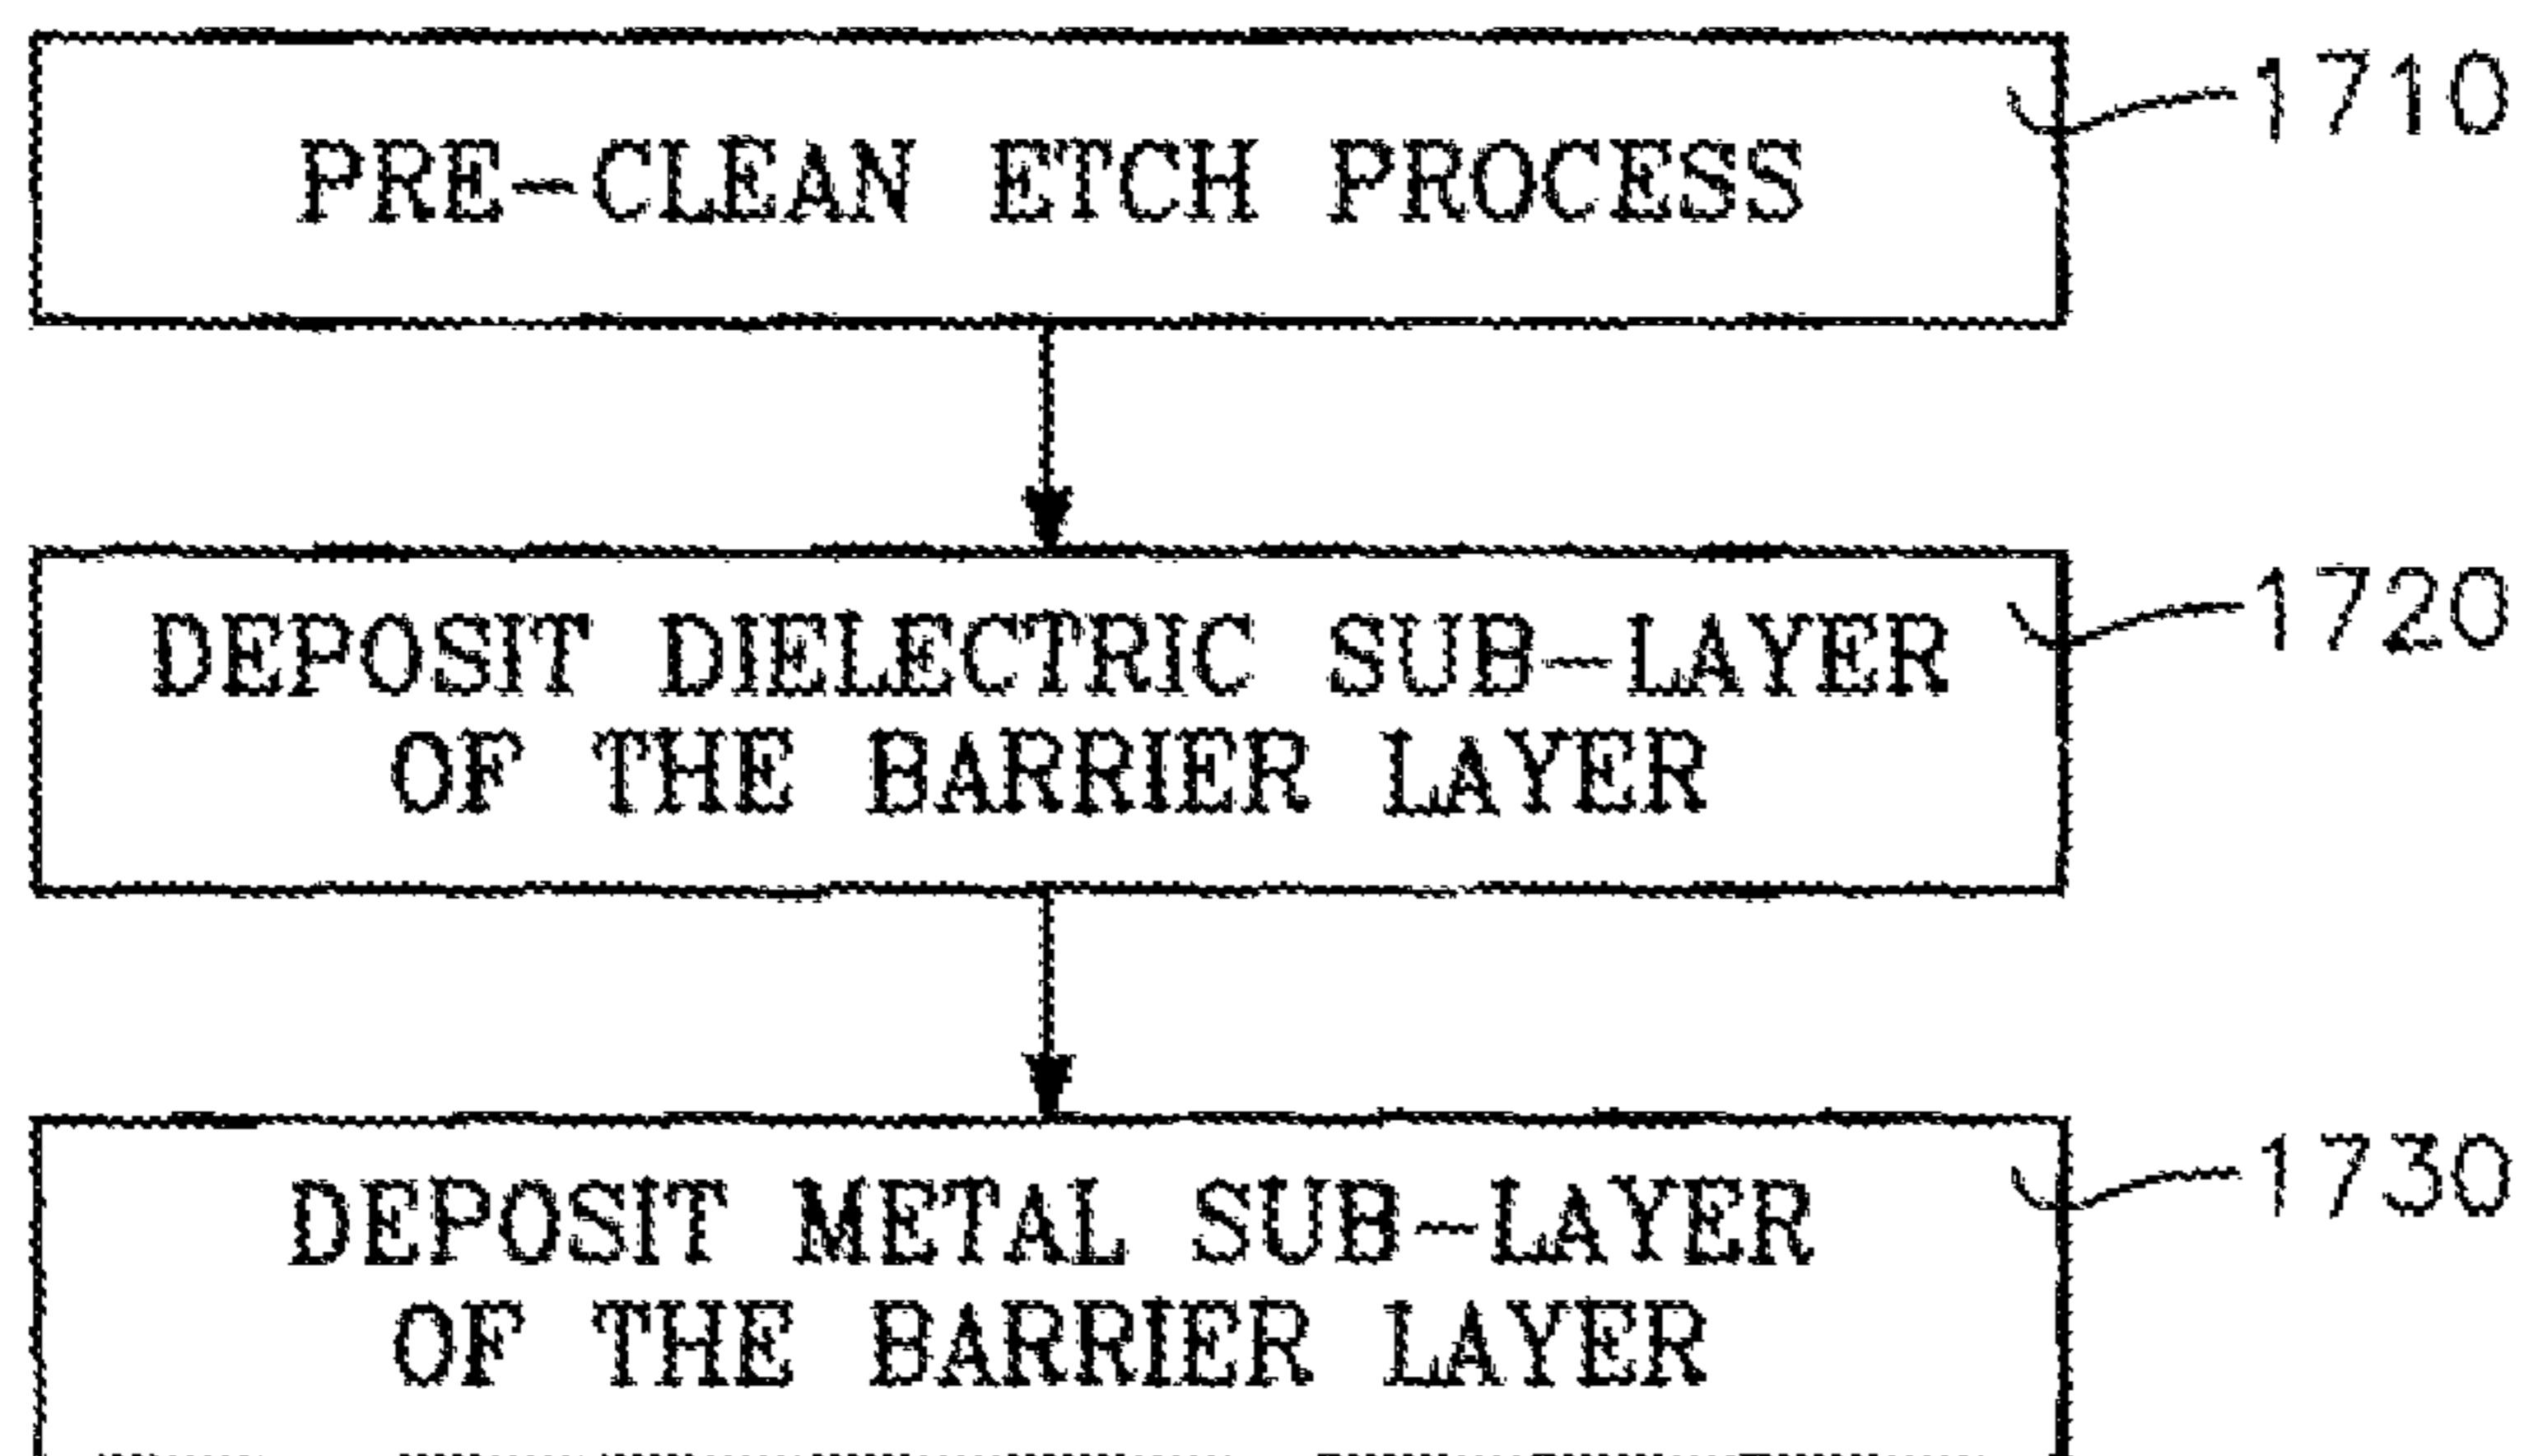 PRE-CLEAN ETCH PROCESS
1710
DEPOSIT DIELECTRIC SUB-LAYER
OF THE BARRIER LAYER
1720
DEPOSIT METAL SUB-LAYER
OF THE BARRIER LAYER
1730